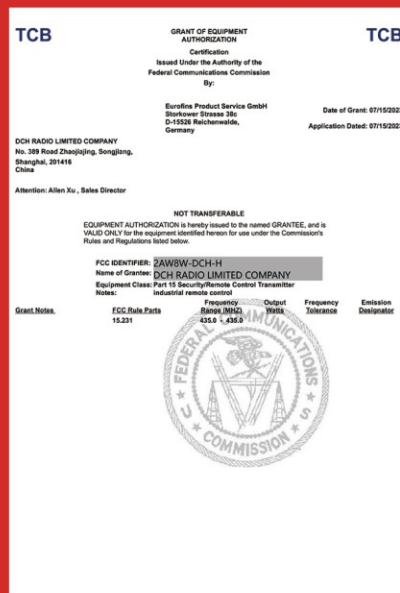 TCB
GRANT OF EQUIPMENT
AUTHORIZATION
TCB
Certification
Issued Under the Authority of the
Federal Communications Commission
By:
Eurofins Product Service GmbH
Storkower Strasse 38c
D-15526 Reichenwalde,
Germany
Date of Grant: 07/15/202
Application Dated: 07/15/202
DCH RADIO LIMITED COMPANY
No. 389 Road Zhaojiajing, Songjiang,
Shanghai, 201416
China
Attention: Allen Xu , Sales Director
NOT TRANSFERABLE
EQUIPMENT AUTHORIZATION is hereby issued to the named GRANTEE, and is
VALID ONLY for the equipment identified hereon for use under the Commission's
Rules and Regulations listed below.
FCC IDENTIFIER: 2AW8W-DCH-H
Name of Grantee: DCH RADIO LIMITED COMPANY
Equipment Class: Part 15 Security/Remote Control Transmitter
Notes: industrial remote control
Grant Notes FCC Rule Parts Frequency Range (MHZ) Output Watts Frequency Tolerance Emission Designator
15.231 435.0 - 435.0
FEDERAL COMMUNICATIONS
COMMISSION
U S